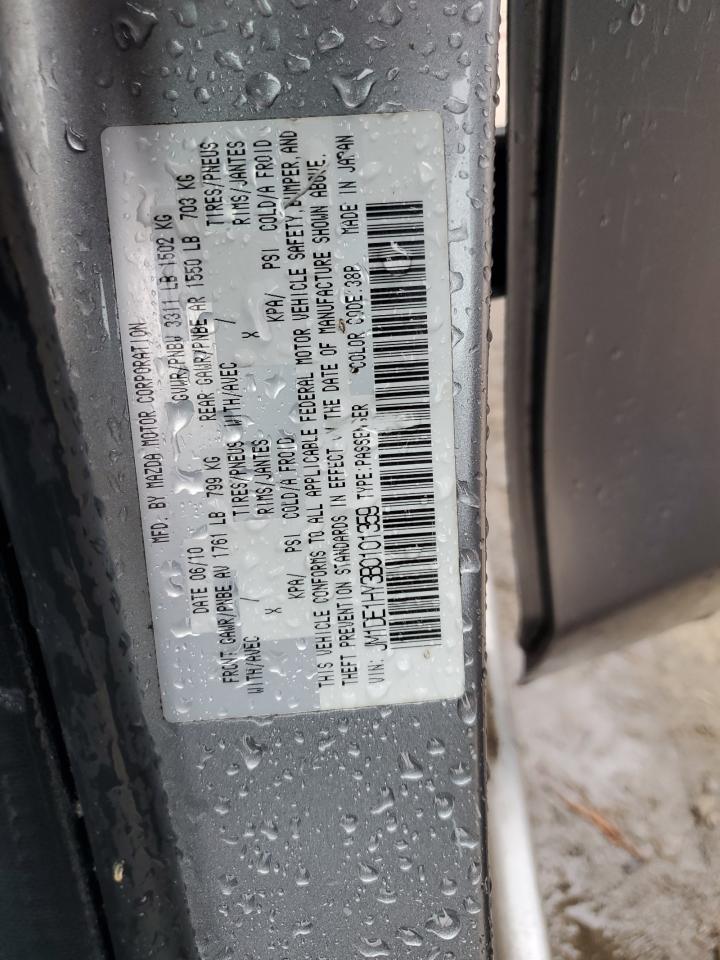 MFD. BY MAZDA MOTOR CORPORATION
DATE 06/10 GVWR/PNBV 3311 LB 1502 KG
FRONT GAWR/PNBE AV 1761 LB 799 KG REAR GAWR/PNBE AR 1550 LB 703 KG
WITH/AVEC TIRES/PNEUS WITH/AVEC TIRES/PNEUS
/ RIMS/JANTES / RIMS/JANTES
X X
KPA/ PSI COLD/A FROID KPA/ PSI COLD/A FROID
THIS VEHICLE CONFORMS TO ALL APPLICABLE FEDERAL MOTOR VEHICLE SAFETY, BUMPER, AND
THEFT PREVENTION STANDARDS IN EFFECT ON THE DATE OF MANUFACTURE SHOWN ABOVE.
VIN: JM1DE1HY3B0101359 TYPE:PASSENGER COLOR CODE:38P MADE IN JAPAN